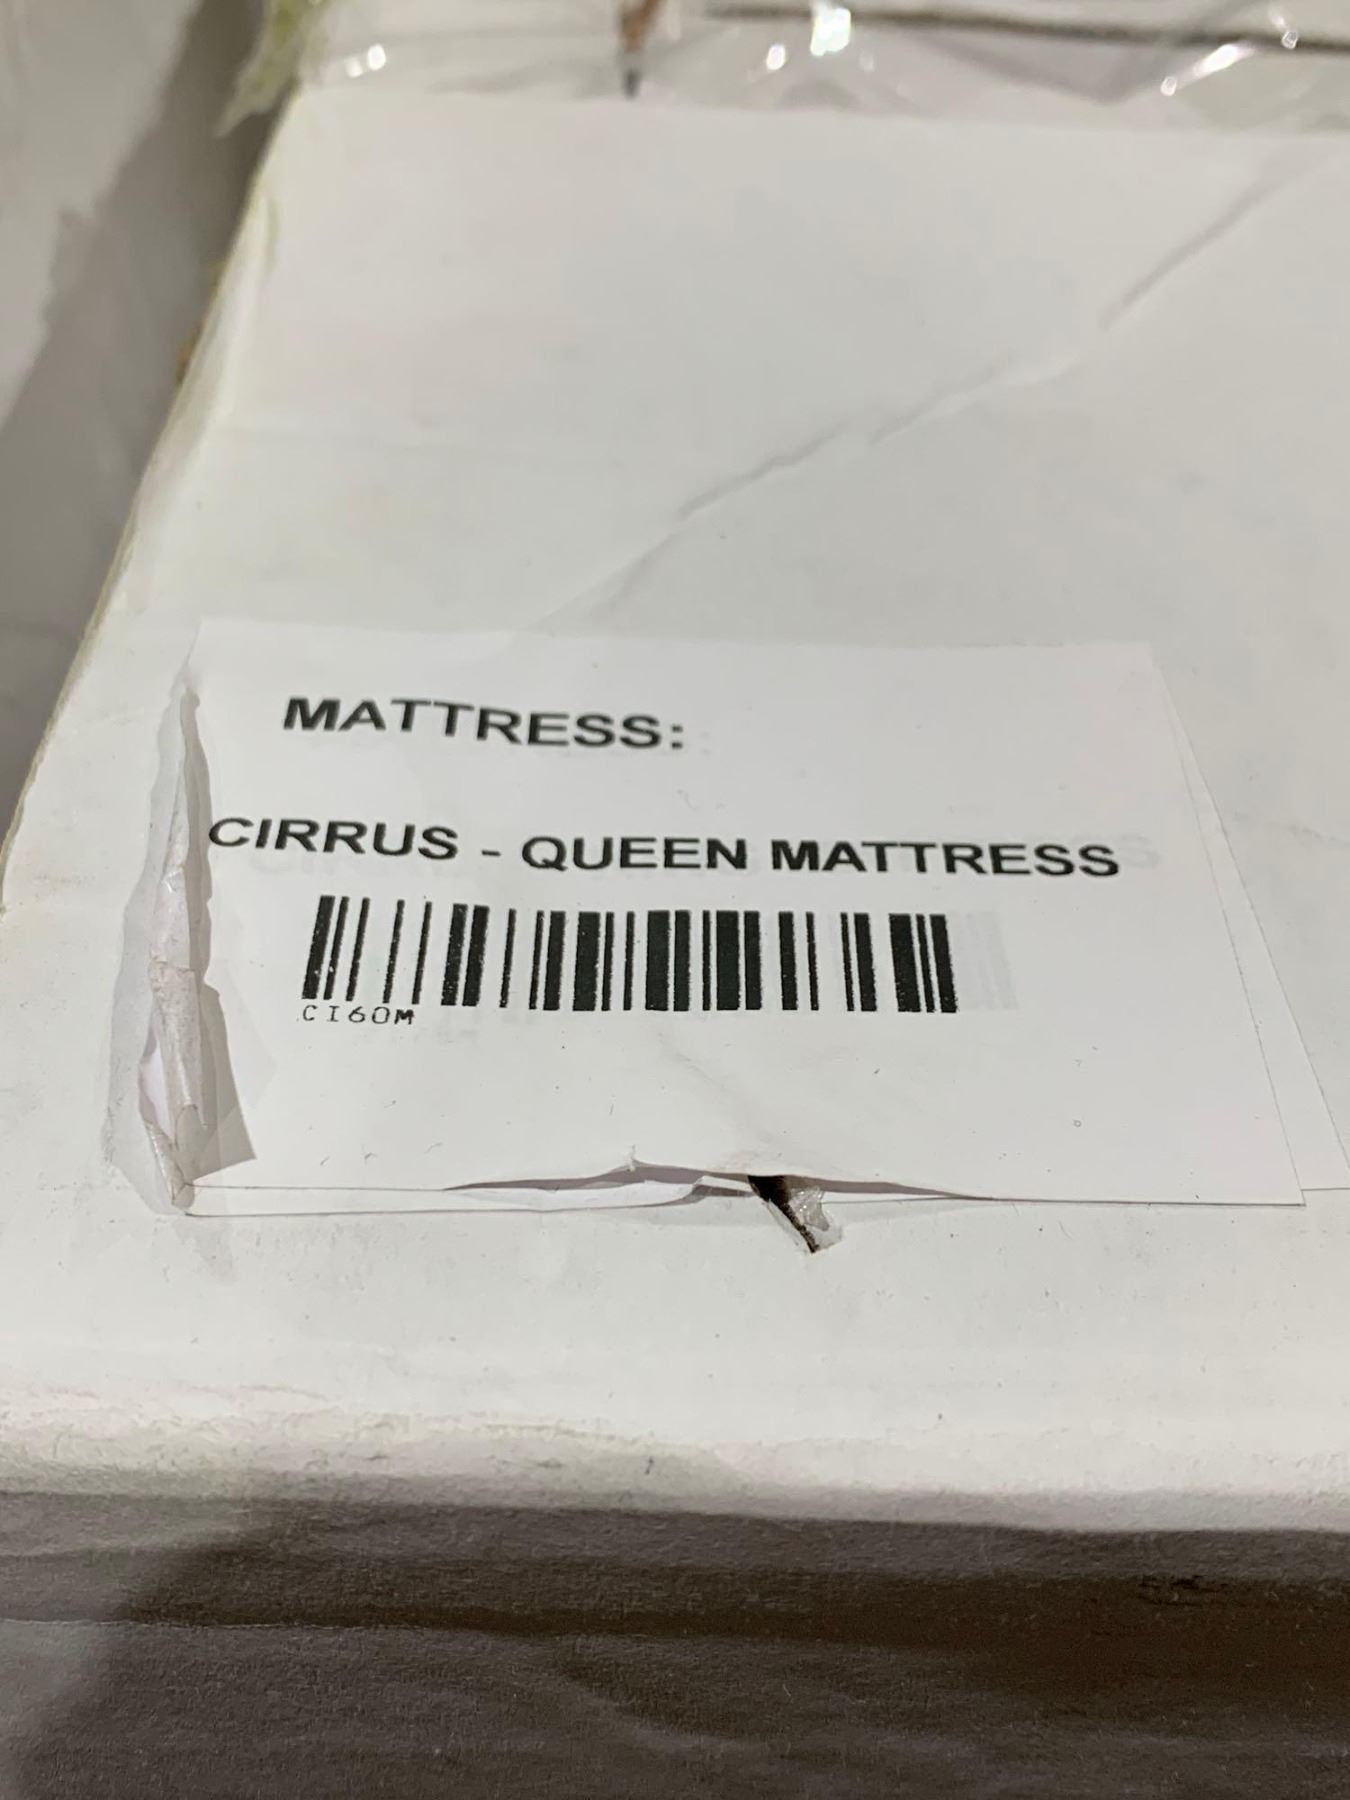 MATTRESS:
CIRRUS - QUEEN MATTRESS
CI60M